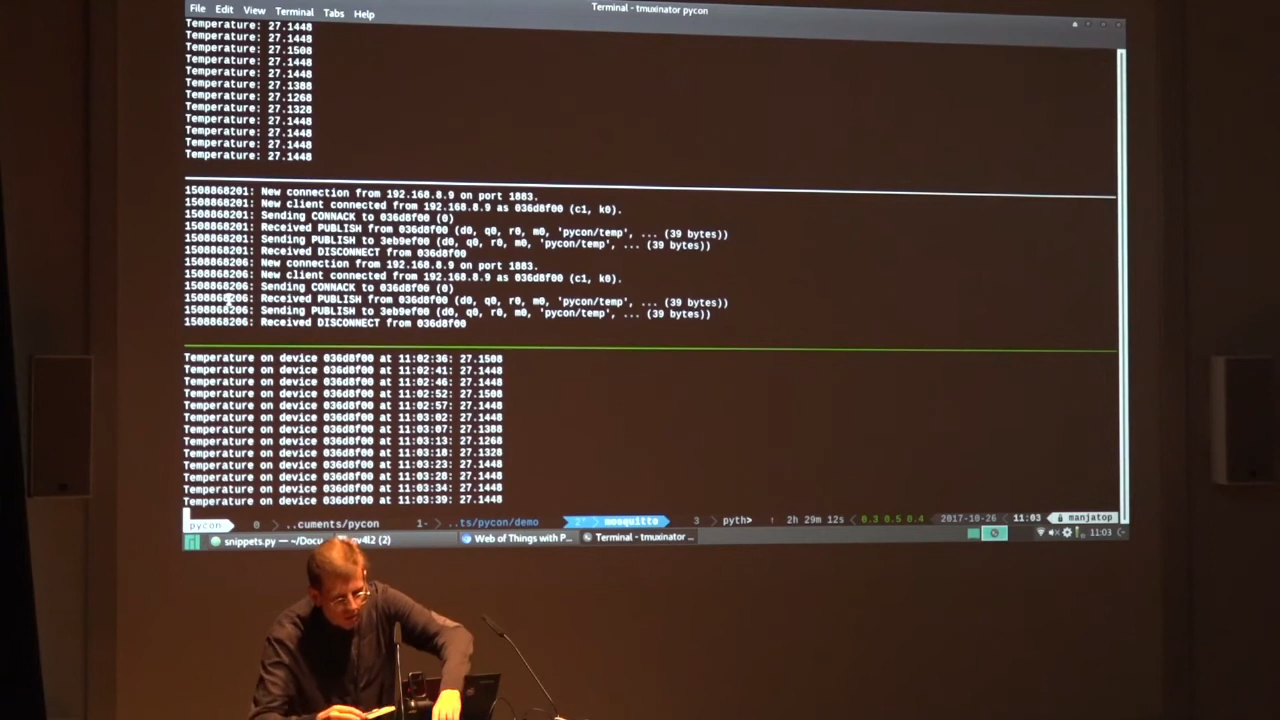 File Edit View Terminal Tabs Help
Terminal - tmuxinator pycon
Temperature: 27.1448
Temperature: 27.1448
Temperature: 27.1508
Temperature: 27.1448
Temperature: 27.1448
Temperature: 27.1388
Temperature: 27.1268
Temperature: 27.1328
Temperature: 27.1448
Temperature: 27.1448
Temperature: 27.1448
Temperature: 27.1448
1508868201: New connection from 192.168.8.9 on port 1883.
1508868201: New client connected from 192.168.8.9 as 036d8f00 (c1, k0).
1508868201: Sending CONNACK to 036d8f00 (0)
1508868201: Received PUBLISH from 036d8f00 (d0, q0, r0, m0, 'pycon/temp', ... (39 bytes))
1508868201: Sending PUBLISH to 3eb9ef00 (d0, q0, r0, m0, 'pycon/temp', ... (39 bytes))
1508868201: Received DISCONNECT from 036d8f00
1508868206: New connection from 192.168.8.9 on port 1883.
1508868206: New client connected from 192.168.8.9 as 036d8f00 (c1, k0).
1508868206: Sending CONNACK to 036d8f00 (0)
1508868206: Received PUBLISH from 036d8f00 (d0, q0, r0, m0, 'pycon/temp', ... (39 bytes))
1508868206: Sending PUBLISH to 3eb9ef00 (d0, q0, r0, m0, 'pycon/temp', ... (39 bytes))
1508868206: Received DISCONNECT from 036d8f00
Temperature on device 036d8f00 at 11:02:36: 27.1508
Temperature on device 036d8f00 at 11:02:41: 27.1448
Temperature on device 036d8f00 at 11:02:46: 27.1448
Temperature on device 036d8f00 at 11:02:52: 27.1508
Temperature on device 036d8f00 at 11:02:57: 27.1448
Temperature on device 036d8f00 at 11:03:02: 27.1448
Temperature on device 036d8f00 at 11:03:07: 27.1388
Temperature on device 036d8f00 at 11:03:13: 27.1268
Temperature on device 036d8f00 at 11:03:18: 27.1328
Temperature on device 036d8f00 at 11:03:23: 27.1448
Temperature on device 036d8f00 at 11:03:28: 27.1448
Temperature on device 036d8f00 at 11:03:34: 27.1448
Temperature on device 036d8f00 at 11:03:39: 27.1448
pycon 0 ..cuments/pycon 1- ..ts/pycon/demo 2* mosquitto 3 pyth> ↑ 2h 29m 12s 0.3 0.5 0.4 2017-10-26 11:03 manjatop
snippets.py — ~/Docu qv4l2 (2) Web of Things with P... Terminal - tmuxinator ... 11:03